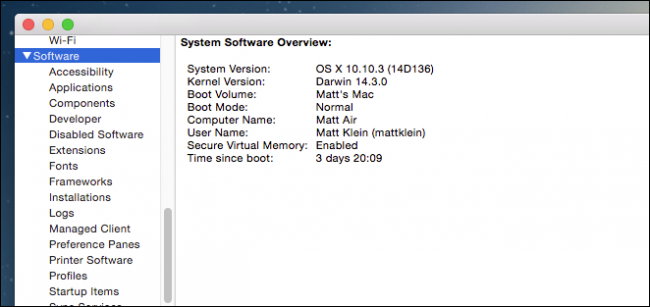 Wi-Fi
Software
Accessibility
Applications
Components
Developer
Disabled Software
Extensions
Fonts
Frameworks
Installations
Logs
Managed Client
Preference Panes
Printer Software
Profiles
Startup Items
Sync Services
System Software Overview:
System Version: OS X 10.10.3 (14D136)
Kernel Version: Darwin 14.3.0
Boot Volume: Matt's Mac
Boot Mode: Normal
Computer Name: Matt Air
User Name: Matt Klein (mattklein)
Secure Virtual Memory: Enabled
Time since boot: 3 days 20:09